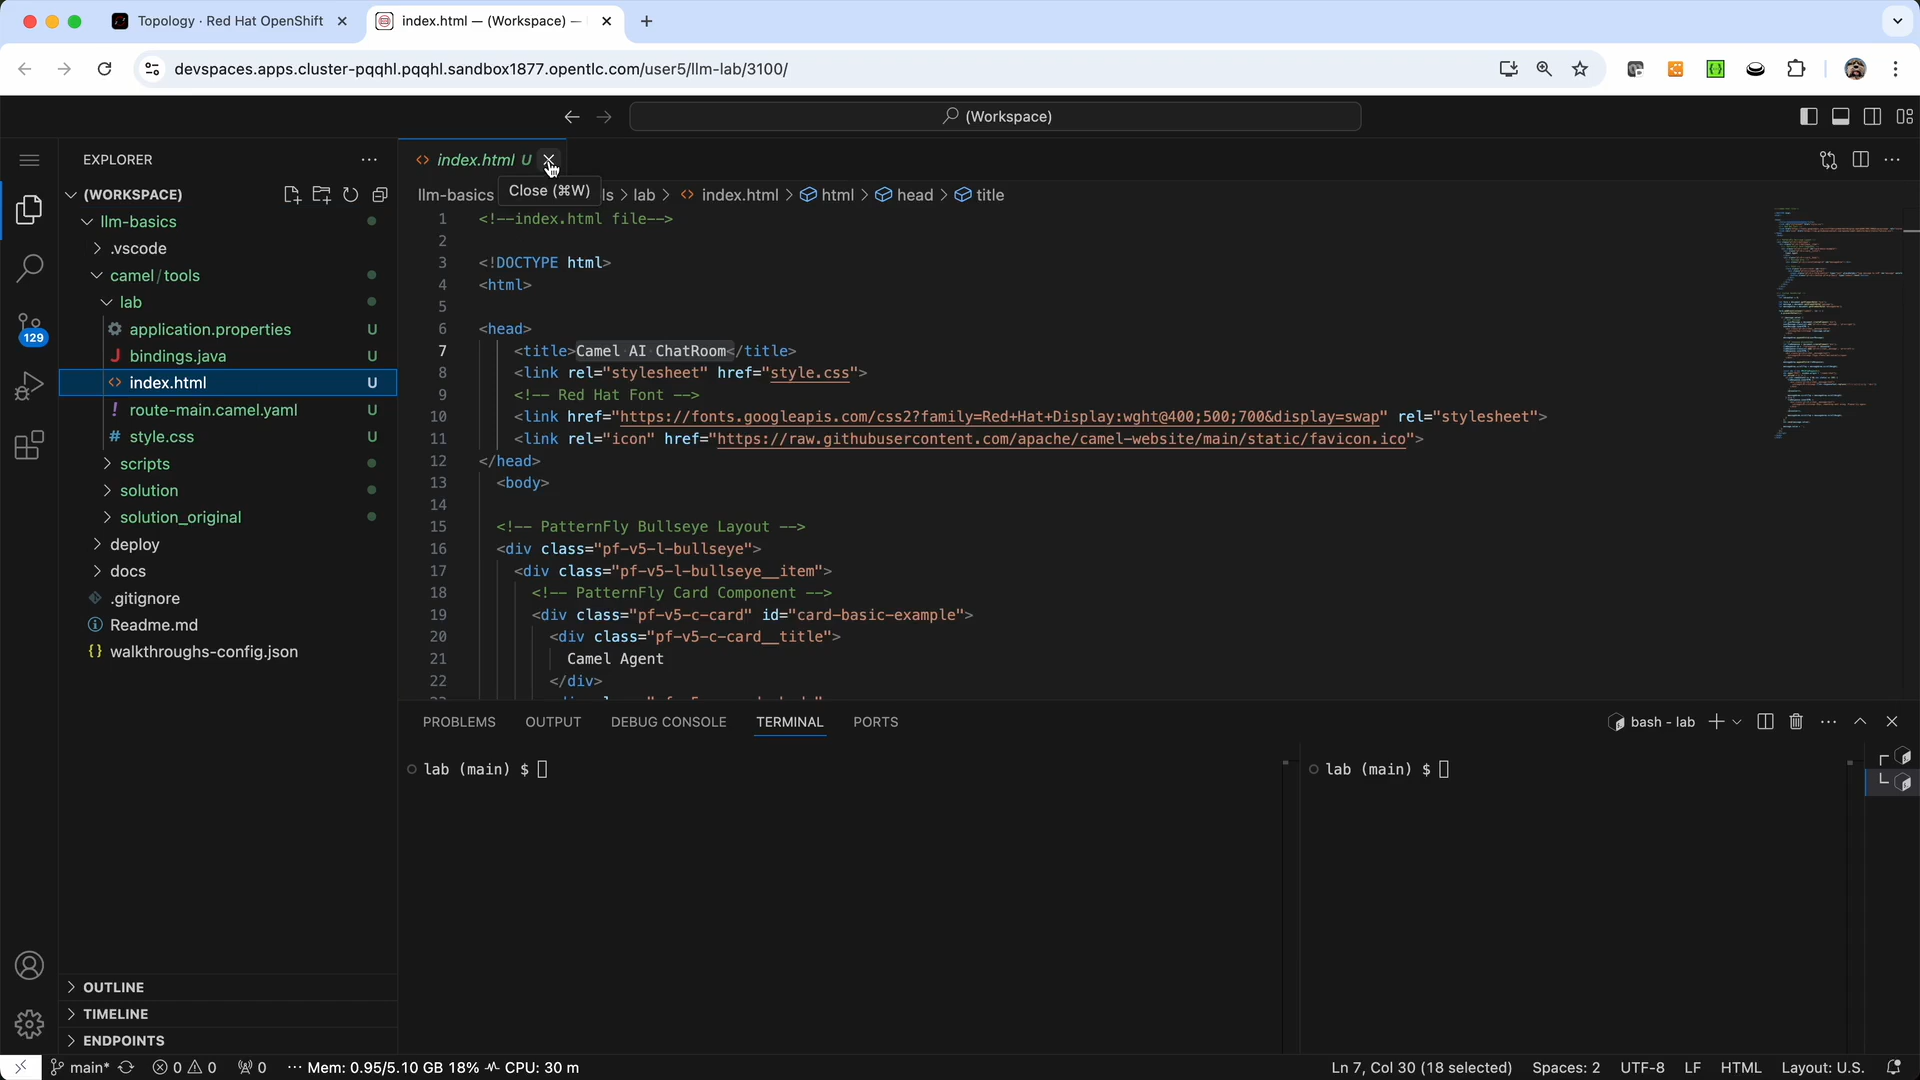 Topology · Red Hat OpenShift
index.html — (Workspace) —
devspaces.apps.cluster-pqqhl.pqqhl.sandbox1877.opentlc.com/user5/llm-lab/3100/
(Workspace)
EXPLORER
(WORKSPACE)
llm-basics
.vscode
camel/tools
lab
application.properties U
bindings.java U
index.html U
route-main.camel.yaml U
style.css U
scripts
solution
solution_original
deploy
docs
.gitignore
Readme.md
walkthroughs-config.json
OUTLINE
TIMELINE
ENDPOINTS
129
index.html U
Close (⌘W)
llm-basics ls > lab > index.html > html > head > title
1 <!--index.html file-->
2
3 <!DOCTYPE html>
4 <html>
5
6 <head>
7 <title>Camel·AI·ChatRoom</title>
8 <link rel="stylesheet" href="style.css">
9 <!-- Red Hat Font -->
10 <link href="https://fonts.googleapis.com/css2?family=Red+Hat+Display:wght@400;500;700&display=swap" rel="stylesheet">
11 <link rel="icon" href="https://raw.githubusercontent.com/apache/camel-website/main/static/favicon.ico">
12 </head>
13 <body>
14
15 <!-- PatternFly Bullseye Layout -->
16 <div class="pf-v5-l-bullseye">
17 <div class="pf-v5-l-bullseye__item">
18 <!-- PatternFly Card Component -->
19 <div class="pf-v5-c-card" id="card-basic-example">
20 <div class="pf-v5-c-card__title">
21 Camel Agent
22 </div>
PROBLEMS OUTPUT DEBUG CONSOLE TERMINAL PORTS
bash - lab
lab (main) $
lab (main) $
main* 0 0 0 Mem: 0.95/5.10 GB 18% CPU: 30 m
Ln 7, Col 30 (18 selected) Spaces: 2 UTF-8 LF HTML Layout: U.S.